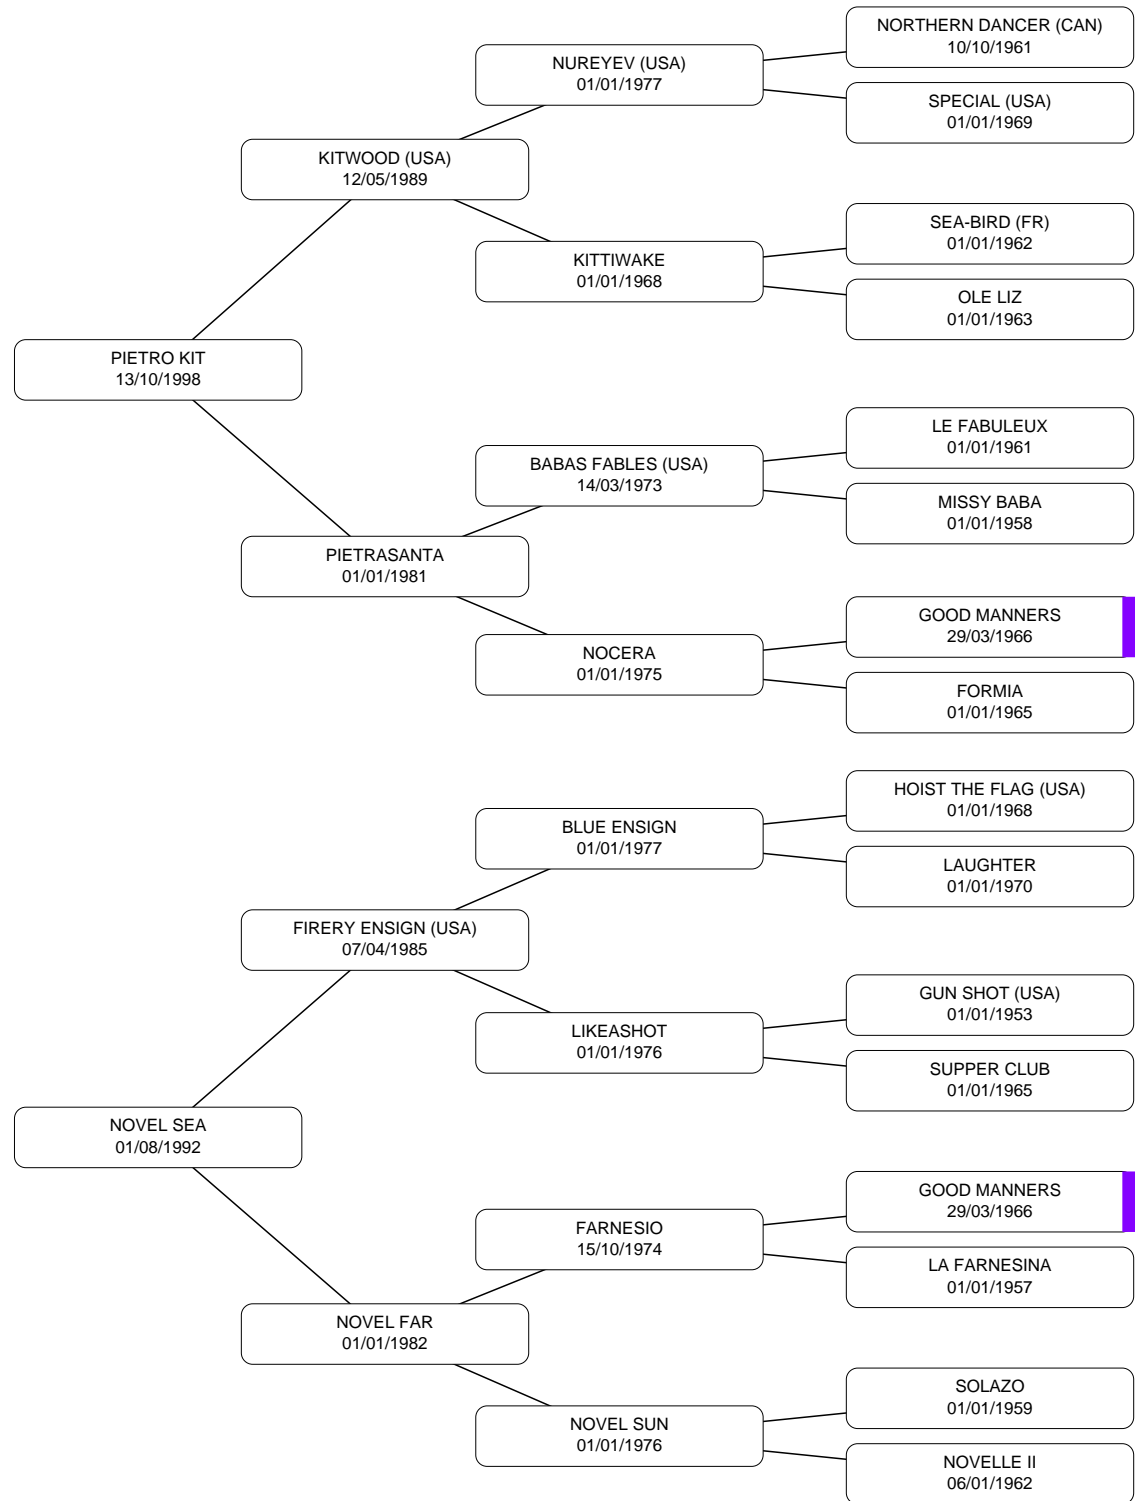 NORTHERN DANCER (CAN)
10/10/1961
NUREYEV (USA)
01/01/1977
SPECIAL (USA)
01/01/1969
KITWOOD (USA)
12/05/1989
SEA-BIRD (FR)
01/01/1962
KITTIWAKE
01/01/1968
OLE LIZ
01/01/1963
PIETRO KIT
13/10/1998
LE FABULEUX
01/01/1961
BABAS FABLES (USA)
14/03/1973
MISSY BABA
01/01/1958
PIETRASANTA
01/01/1981
GOOD MANNERS
29/03/1966
NOCERA
01/01/1975
FORMIA
01/01/1965
HOIST THE FLAG (USA)
01/01/1968
BLUE ENSIGN
01/01/1977
LAUGHTER
01/01/1970
FIRERY ENSIGN (USA)
07/04/1985
GUN SHOT (USA)
01/01/1953
LIKEASHOT
01/01/1976
SUPPER CLUB
01/01/1965
NOVEL SEA
01/08/1992
GOOD MANNERS
29/03/1966
FARNESIO
15/10/1974
LA FARNESINA
01/01/1957
NOVEL FAR
01/01/1982
SOLAZO
01/01/1959
NOVEL SUN
01/01/1976
NOVELLE II
06/01/1962